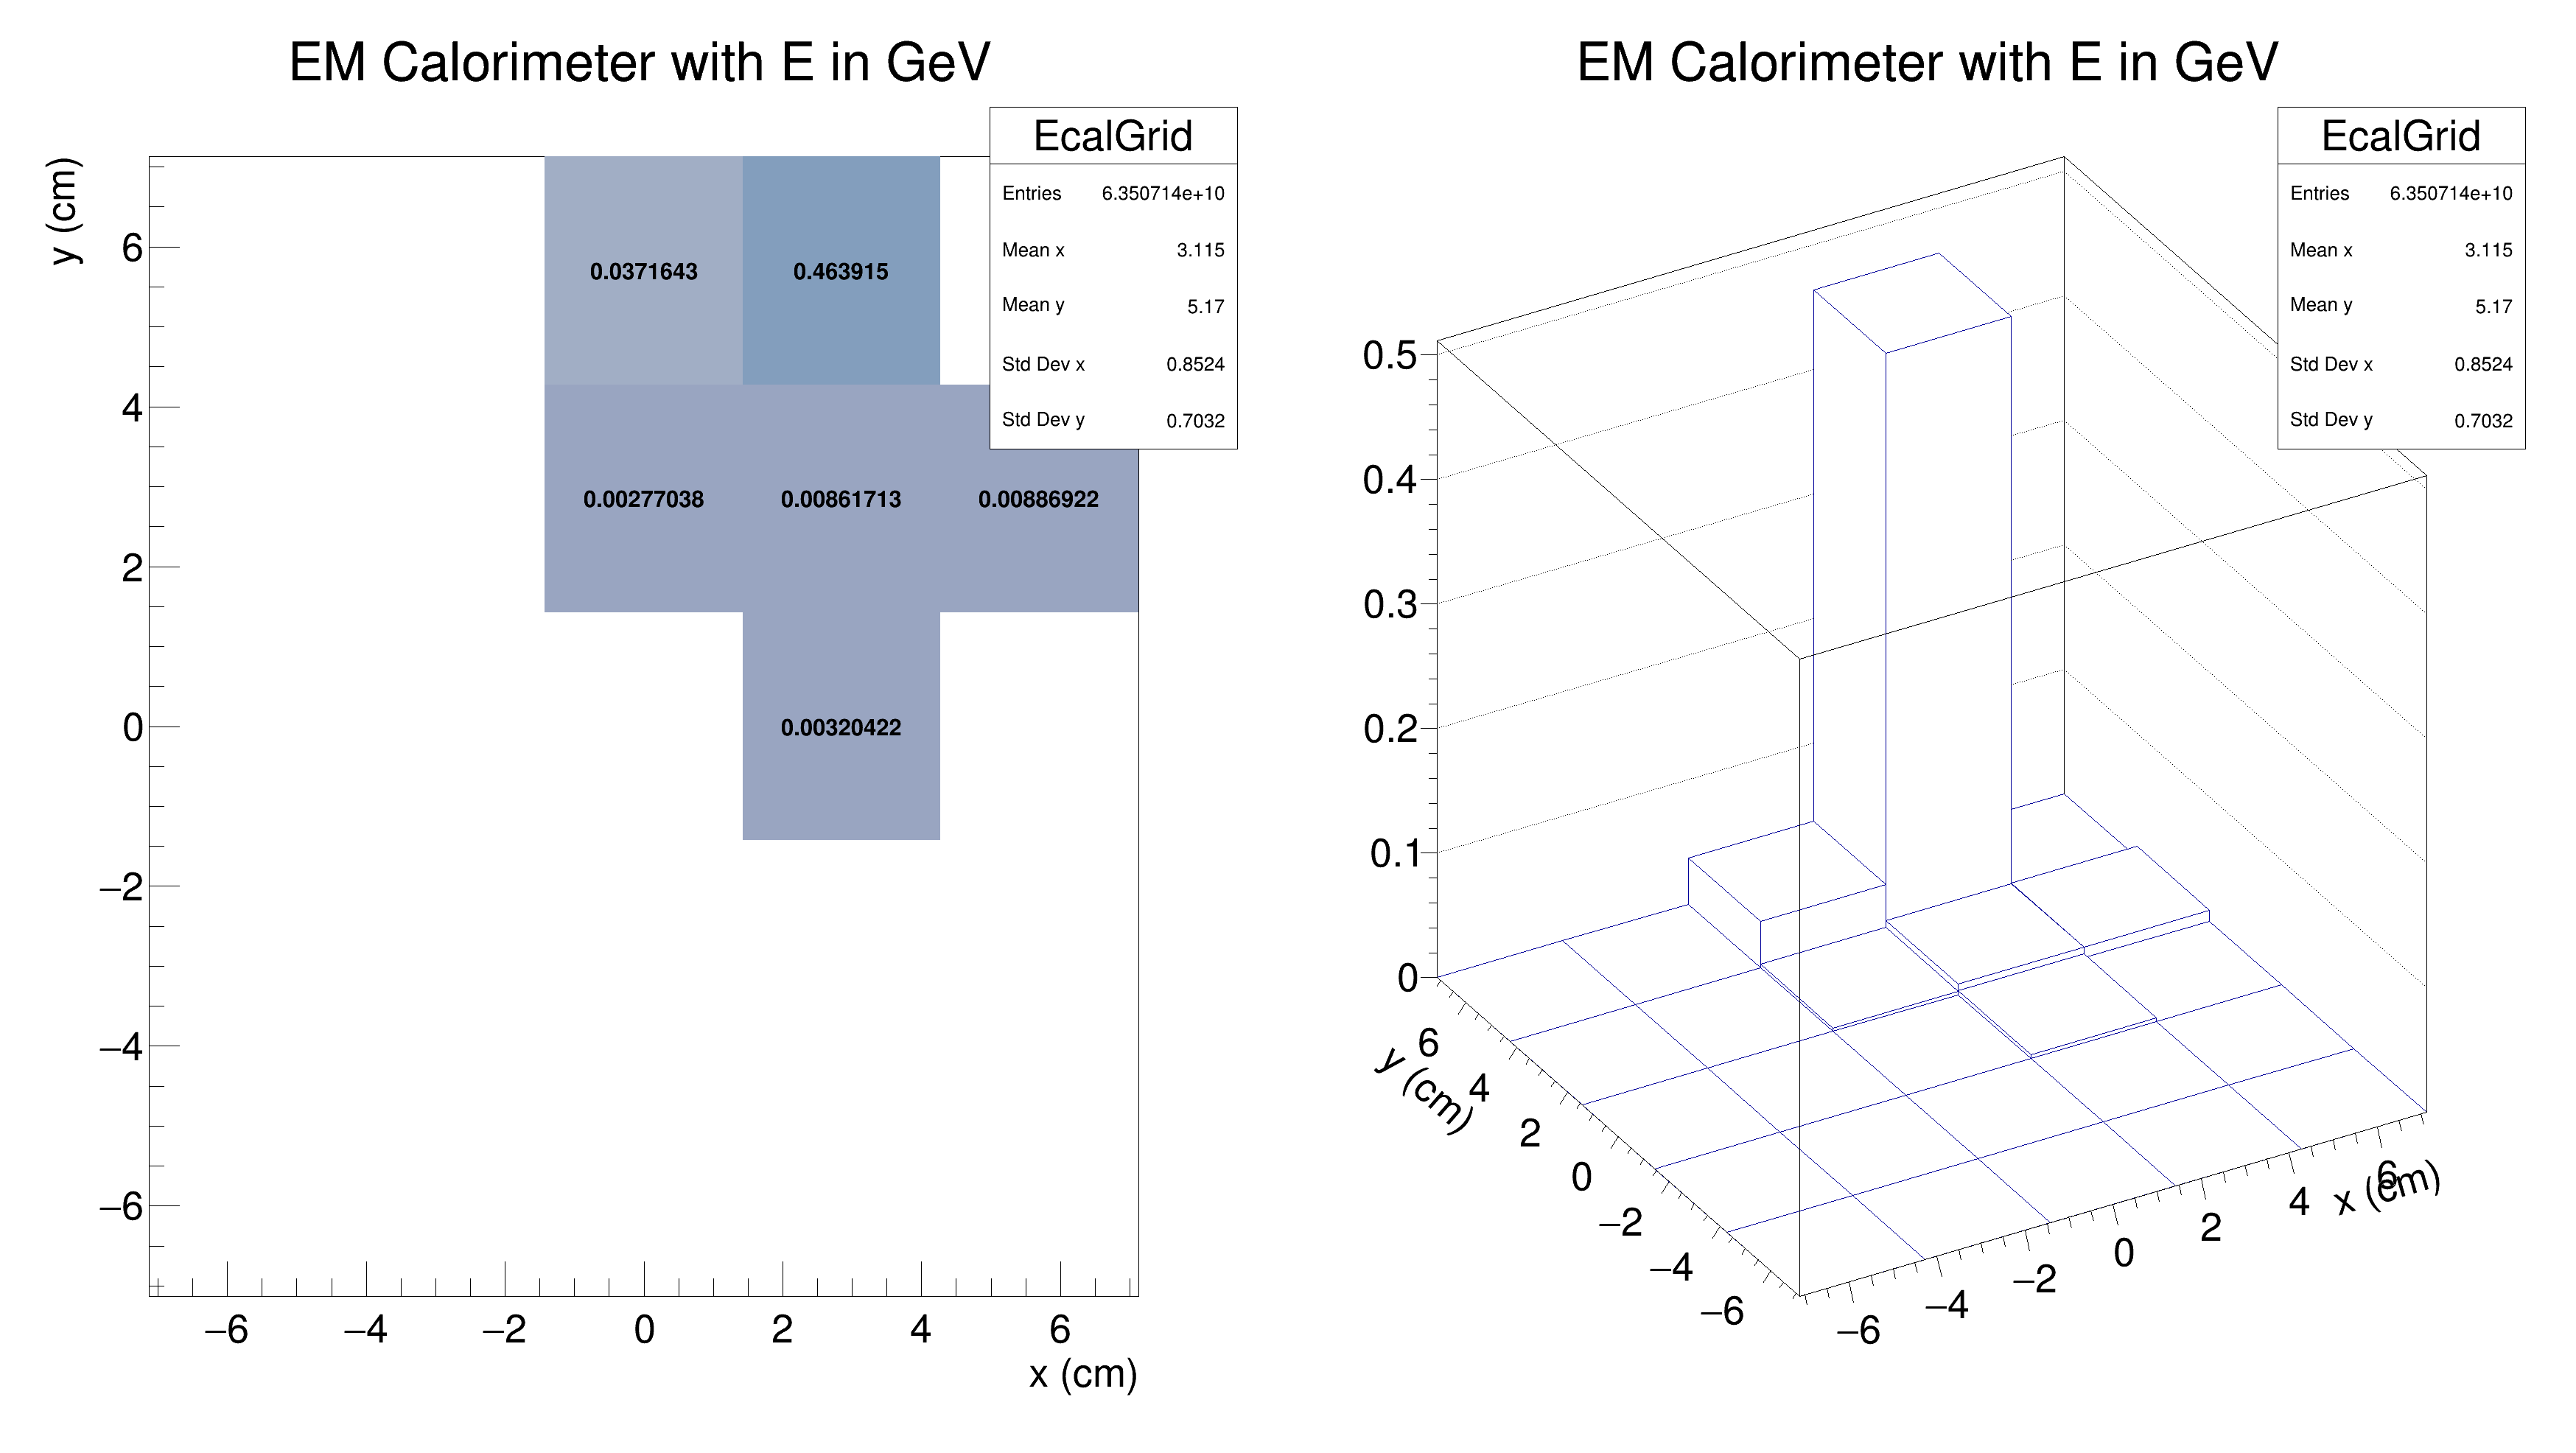 EM Calorimeter with E in GeV
EcalGrid
Entries 6.350714e+10
Mean x 3.115
Mean y 5.17
Std Dev x 0.8524
Std Dev y 0.7032
y (cm)
6
4
2
0
−2
−4
−6
0.0371643 0.463915
0.00277038 0.00861713 0.00886922
0.00320422
−6 −4 −2 0 2 4 6
x (cm)
EM Calorimeter with E in GeV
EcalGrid
Entries 6.350714e+10
Mean x 3.115
Mean y 5.17
Std Dev x 0.8524
Std Dev y 0.7032
0.5
0.4
0.3
0.2
0.1
0
6
4
2
0
−2
−4
−6
y (cm)
−6 −4 −2 0 2 4 6
x (cm)